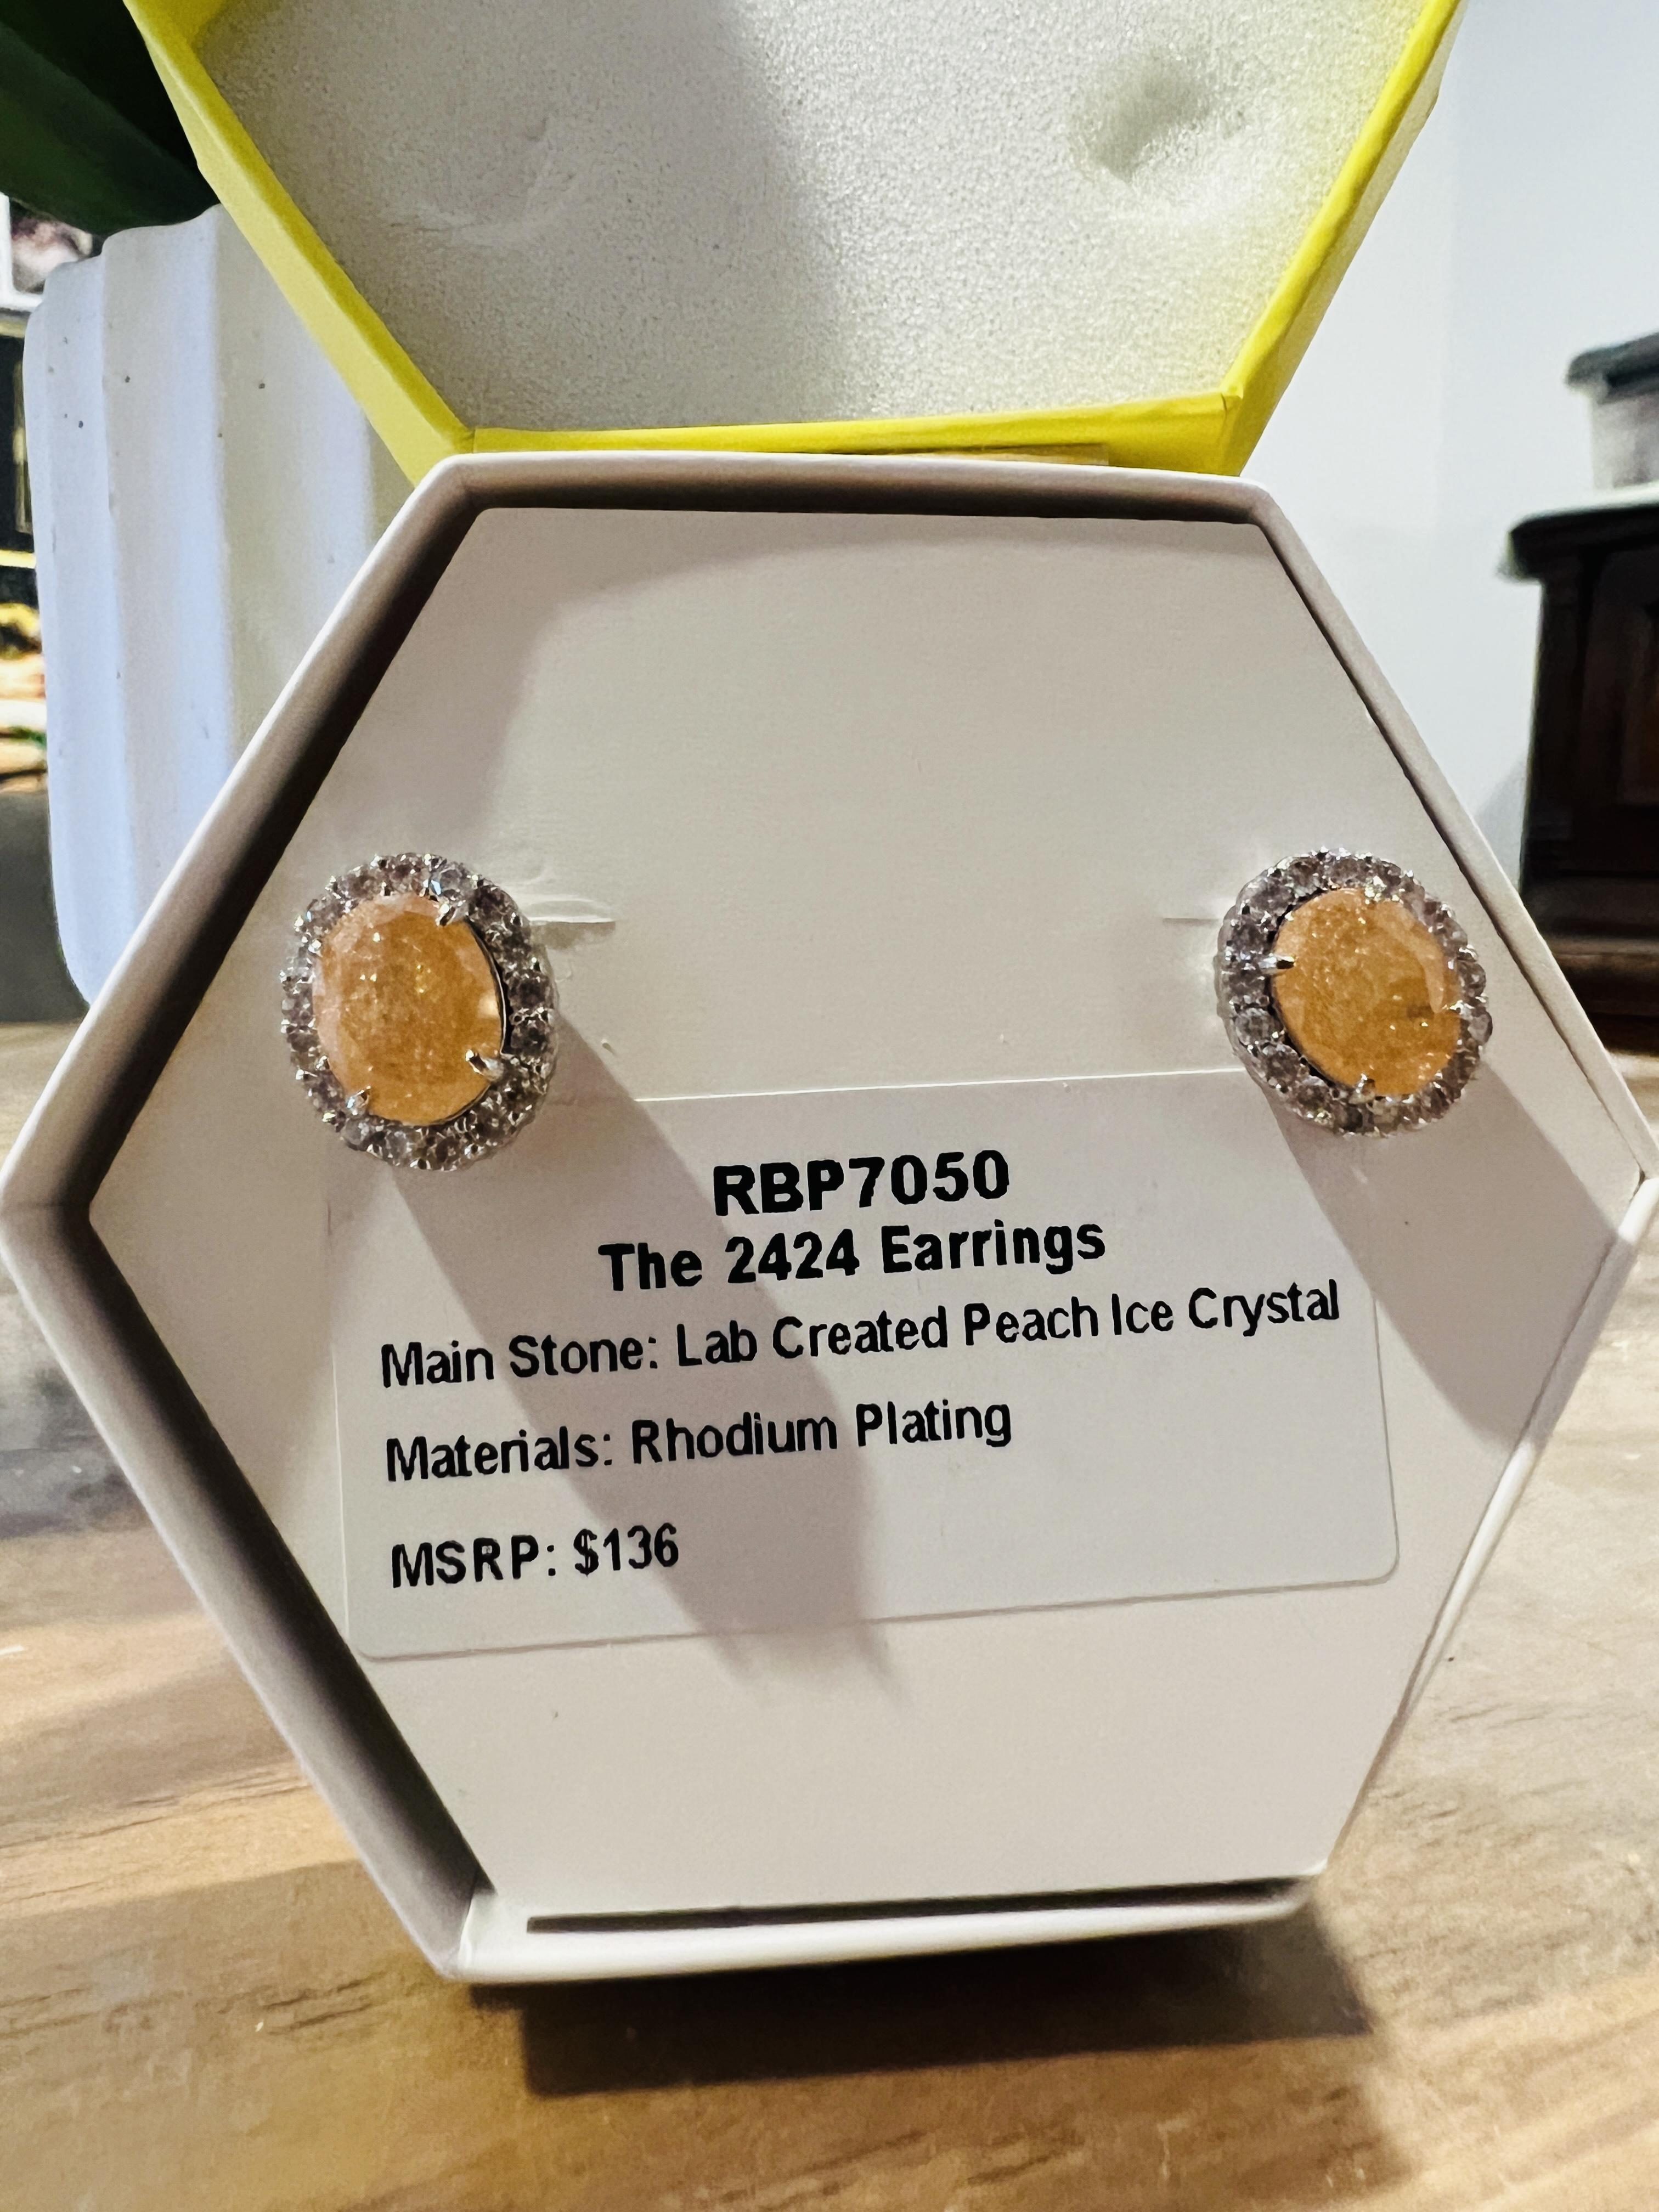 RBP7050
The 2424 Earrings
Main Stone: Lab Created Peach Ice Crystal
Materials: Rhodium Plating
MSRP: $136